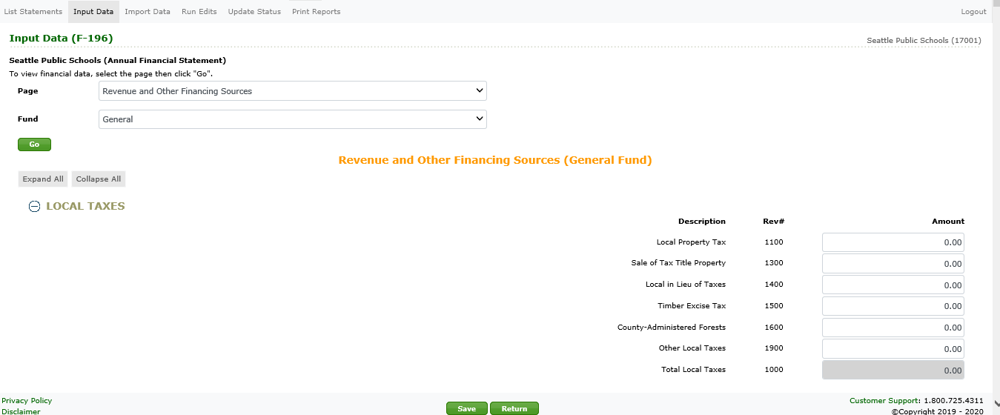 List Statements Input Data Import Data Run Edits Update Status Print Reports Logout
Input Data (F-196)
Seattle Public Schools (17001)
Seattle Public Schools (Annual Financial Statement)
To view financial data, select the page then click "Go".
Page Revenue and Other Financing Sources
Fund General
Go
Revenue and Other Financing Sources (General Fund)
Expand All Collapse All
LOCAL TAXES
Description Rev# Amount
Local Property Tax 1100 0.00
Sale of Tax Title Property 1300 0.00
Local in Lieu of Taxes 1400 0.00
Timber Excise Tax 1500 0.00
County-Administered Forests 1600 0.00
Other Local Taxes 1900 0.00
Total Local Taxes 1000 0.00
Privacy Policy Customer Support: 1.800.725.4311
Save Return
Disclaimer ©Copyright 2019 - 2020